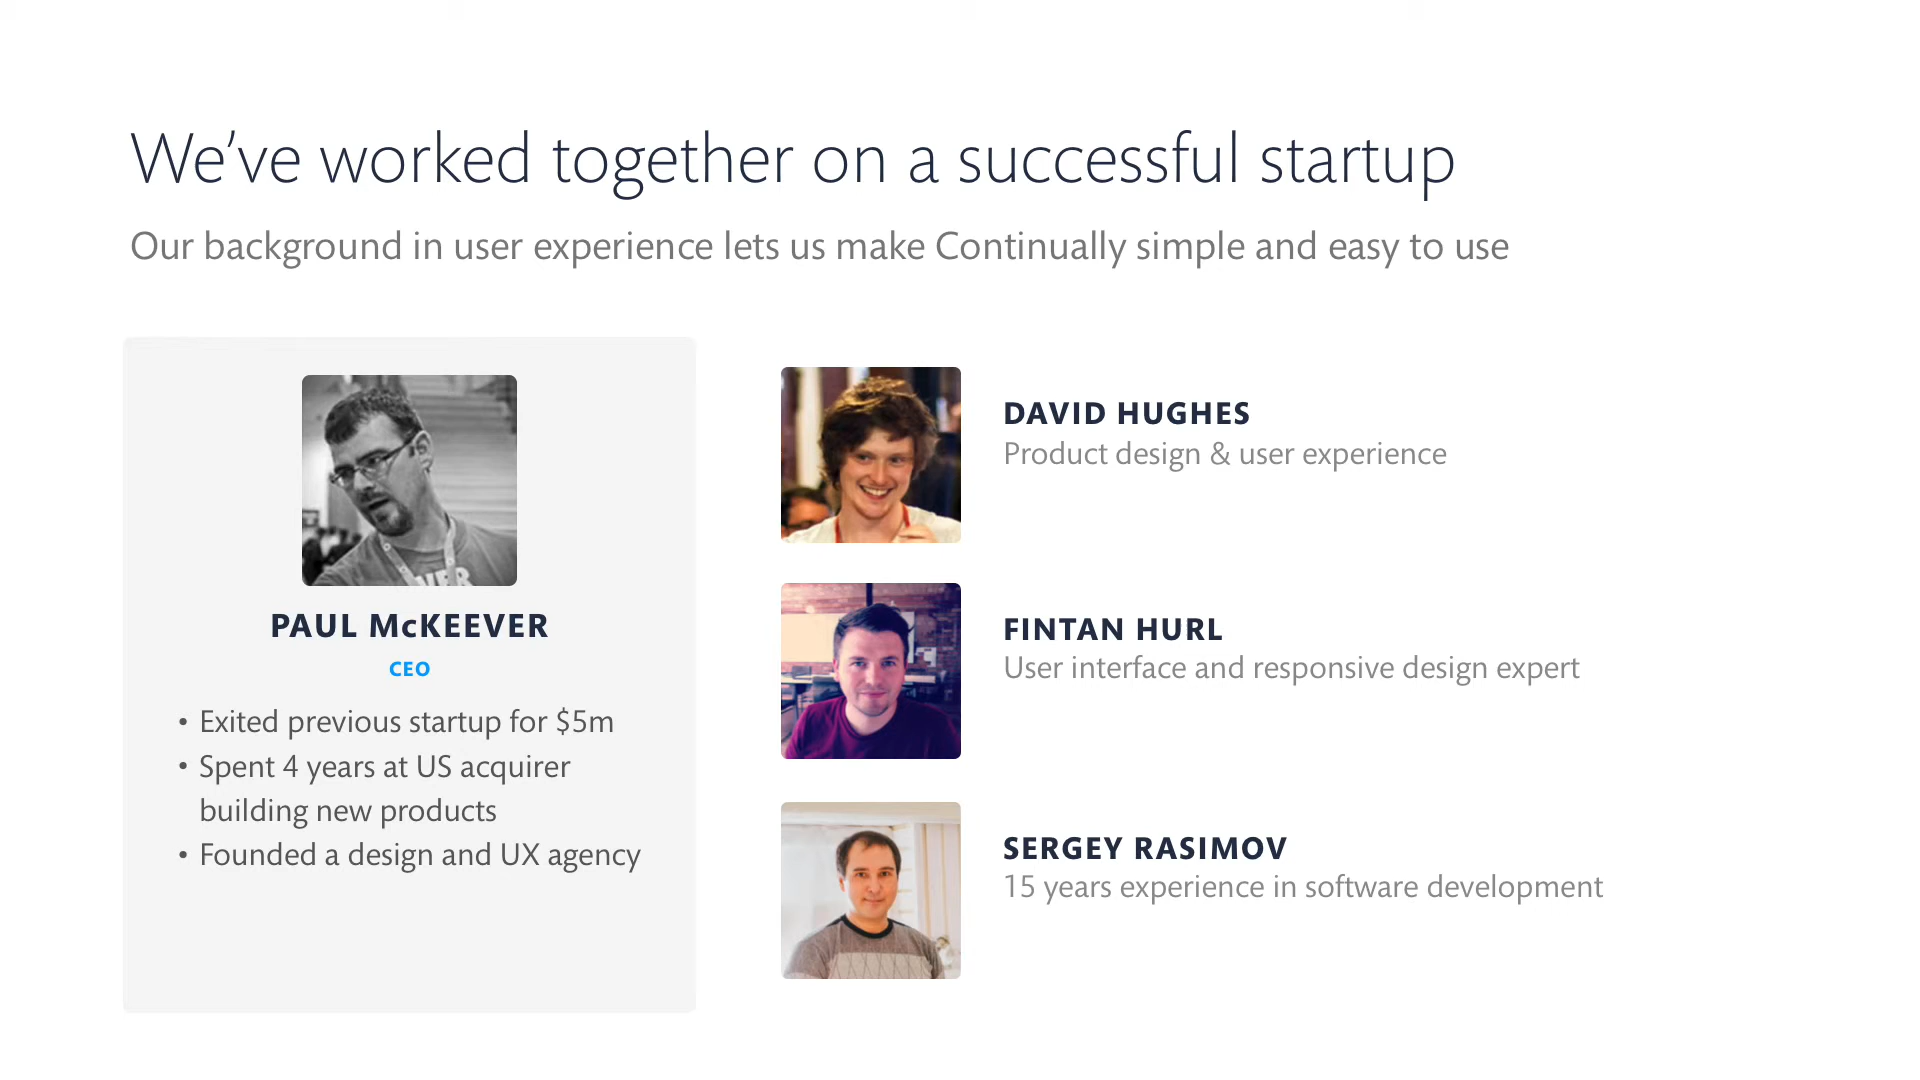 We’ve worked together on a successful startup
Our background in user experience lets us make Continually simple and easy to use
PAUL McKEEVER
CEO
• Exited previous startup for $5m
• Spent 4 years at US acquirer
building new products
• Founded a design and UX agency
DAVID HUGHES
Product design & user experience
FINTAN HURL
User interface and responsive design expert
SERGEY RASIMOV
15 years experience in software development